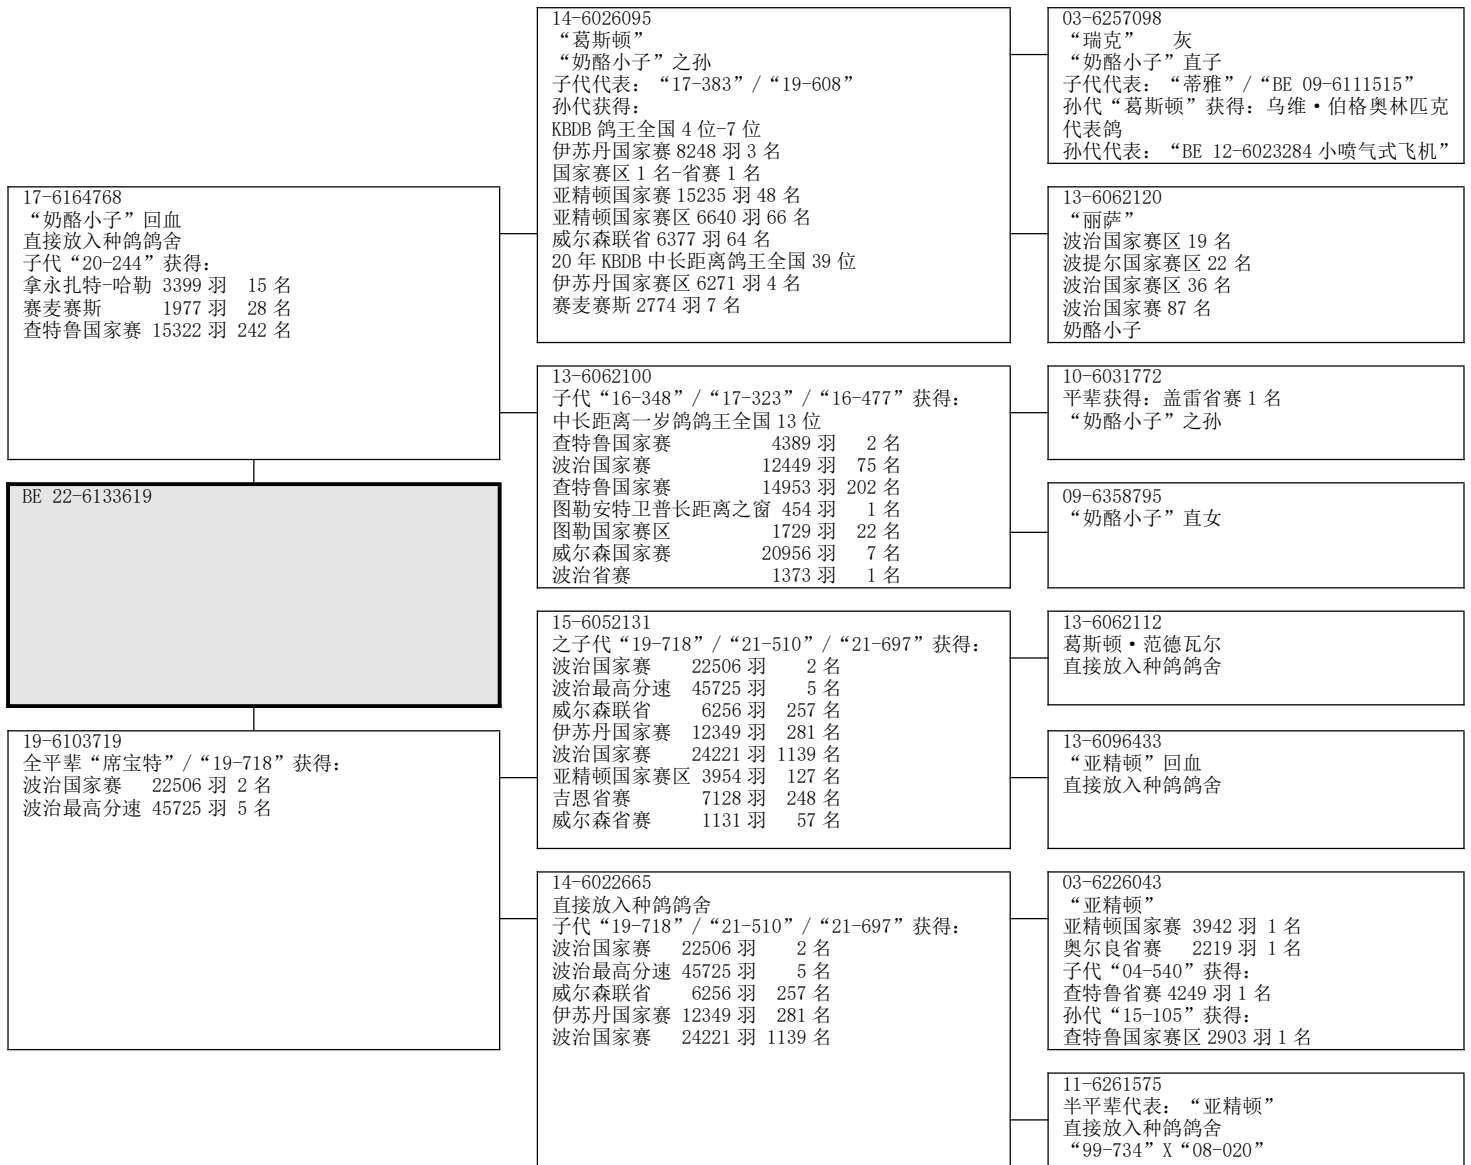 17-6164768
“奶酪小子”回血
直接放入种鸽鸽舍
子代“20-244”获得：
拿永扎特-哈勒 3399 羽 15 名
赛麦赛斯 1977 羽 28 名
查特鲁国家赛 15322 羽 242 名
BE 22-6133619
19-6103719
全平辈“席宝特”/“19-718”获得：
波治国家赛 22506 羽 2 名
波治最高分速 45725 羽 5 名
14-6026095
“葛斯顿”
“奶酪小子”之孙
子代代表：“17-383”/“19-608”
孙代获得：
KBDB 鸽王全国 4 位-7 位
伊苏丹国家赛 8248 羽 3 名
国家赛区 1 名-省赛 1 名
亚精顿国家赛 15235 羽 48 名
亚精顿国家赛区 6640 羽 66 名
威尔森联省 6377 羽 64 名
20 年 KBDB 中长距离鸽王全国 39 位
伊苏丹国家赛区 6271 羽 4 名
赛麦赛斯 2774 羽 7 名
13-6062100
子代“16-348”/“17-323”/“16-477”获得：
中长距离一岁鸽鸽王全国 13 位
查特鲁国家赛 4389 羽 2 名
波治国家赛 12449 羽 75 名
查特鲁国家赛 14953 羽 202 名
图勒安特卫普长距离之窗 454 羽 1 名
图勒国家赛区 1729 羽 22 名
威尔森国家赛 20956 羽 7 名
波治省赛 1373 羽 1 名
15-6052131
之子代“19-718”/“21-510”/“21-697”获得：
波治国家赛 22506 羽 2 名
波治最高分速 45725 羽 5 名
威尔森联省 6256 羽 257 名
伊苏丹国家赛 12349 羽 281 名
波治国家赛 24221 羽 1139 名
亚精顿国家赛区 3954 羽 127 名
吉恩省赛 7128 羽 248 名
威尔森省赛 1131 羽 57 名
14-6022665
直接放入种鸽鸽舍
子代“19-718”/“21-510”/“21-697”获得：
波治国家赛 22506 羽 2 名
波治最高分速 45725 羽 5 名
威尔森联省 6256 羽 257 名
伊苏丹国家赛 12349 羽 281 名
波治国家赛 24221 羽 1139 名
03-6257098
“瑞克” 灰
“奶酪小子”直子
子代代表：“蒂雅”/“BE 09-6111515”
孙代“葛斯顿”获得：乌维·伯格奥林匹克
代表鸽
孙代代表：“BE 12-6023284 小喷气式飞机”
13-6062120
“丽萨”
波治国家赛区 19 名
波提尔国家赛区 22 名
波治国家赛区 36 名
波治国家赛 87 名
奶酪小子
10-6031772
平辈获得：盖雷省赛 1 名
“奶酪小子”之孙
09-6358795
“奶酪小子”直女
13-6062112
葛斯顿·范德瓦尔
直接放入种鸽鸽舍
13-6096433
“亚精顿”回血
直接放入种鸽鸽舍
03-6226043
“亚精顿”
亚精顿国家赛 3942 羽 1 名
奥尔良省赛 2219 羽 1 名
子代“04-540”获得：
查特鲁省赛 4249 羽 1 名
孙代“15-105”获得：
查特鲁国家赛区 2903 羽 1 名
11-6261575
半平辈代表：“亚精顿”
直接放入种鸽鸽舍
“99-734”X“08-020”